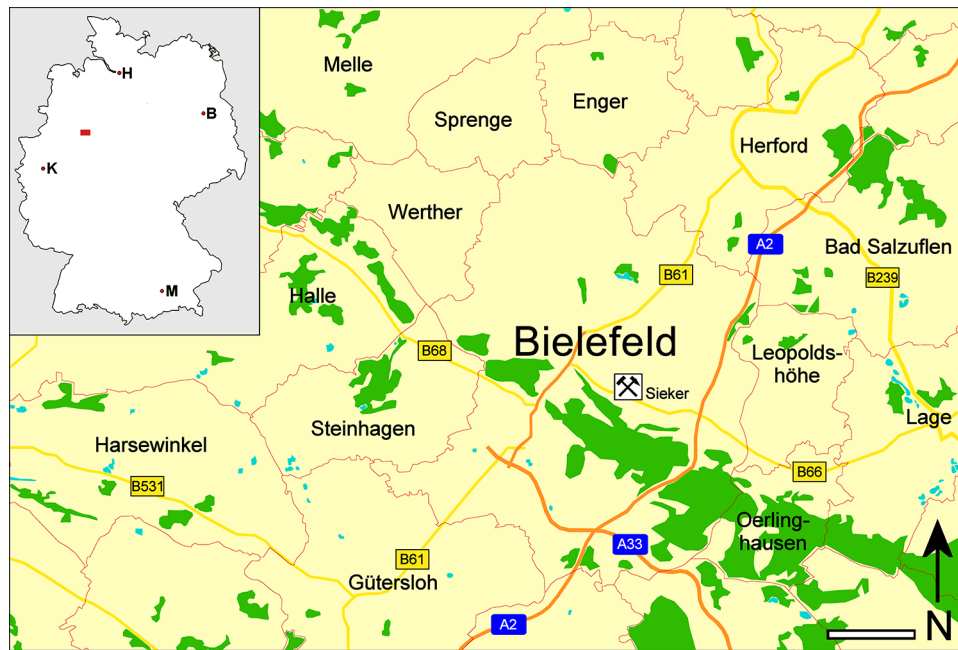 H
B
K
M
Melle
Sprenge
Enger
Herford
Werther
A2
Bad Salzuflen
B61
B239
Halle
Bielefeld
B68
Leopolds-
höhe
Sieker
Lage
Steinhagen
Harsewinkel
B66
B531
Oerling-
hausen
A33
B61
Gütersloh
A2
N